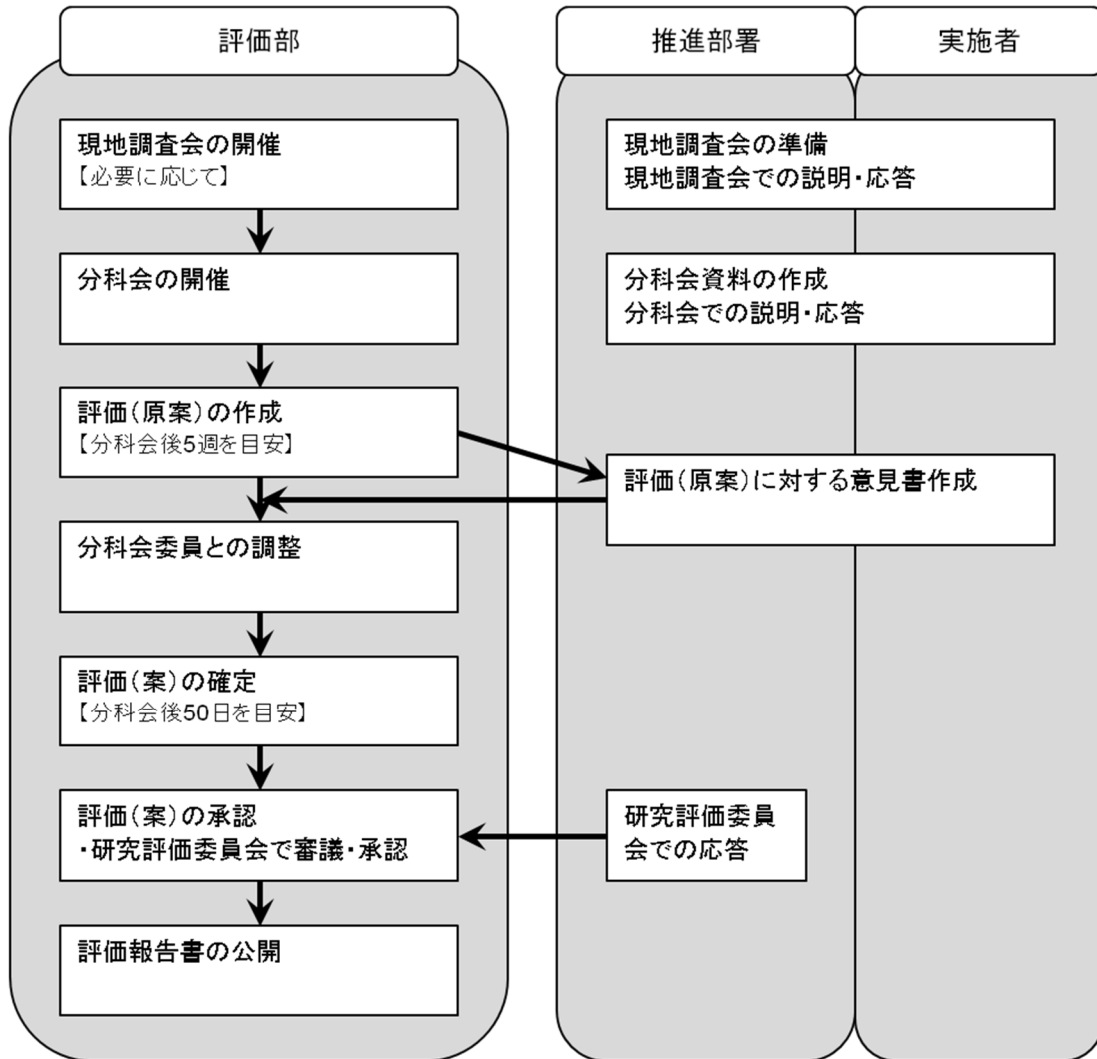 評価部
推進部署
実施者
現地調査会の開催
【必要に応じて】
現地調査会の準備
現地調査会での説明・応答
分科会の開催
分科会資料の作成
分科会での説明・応答
評価(原案)の作成
【分科会後5週を目安】
評価(原案)に対する意見書作成
分科会委員との調整
評価(案)の確定
【分科会後50日を目安】
評価(案)の承認
・研究評価委員会で審議・承認
研究評価委員
会での応答
評価報告書の公開